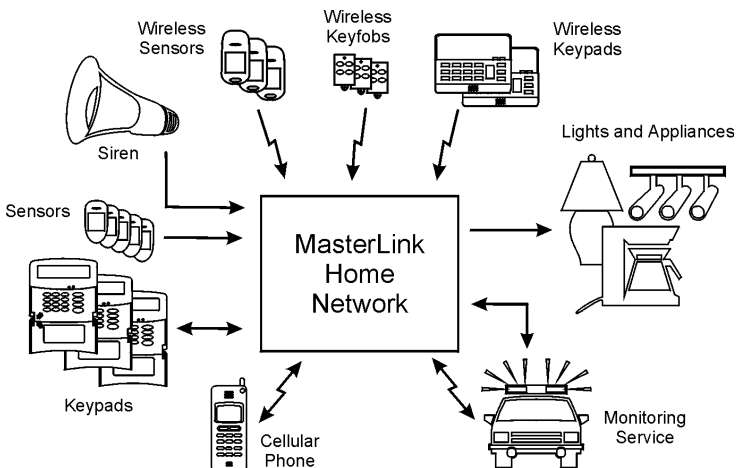 Wireless
Sensors
Wireless
Keyfobs
Wireless
Keypads
Siren
Lights and Appliances
Sensors
MasterLink
Home
Network
Keypads
Cellular
Phone
Monitoring
Service